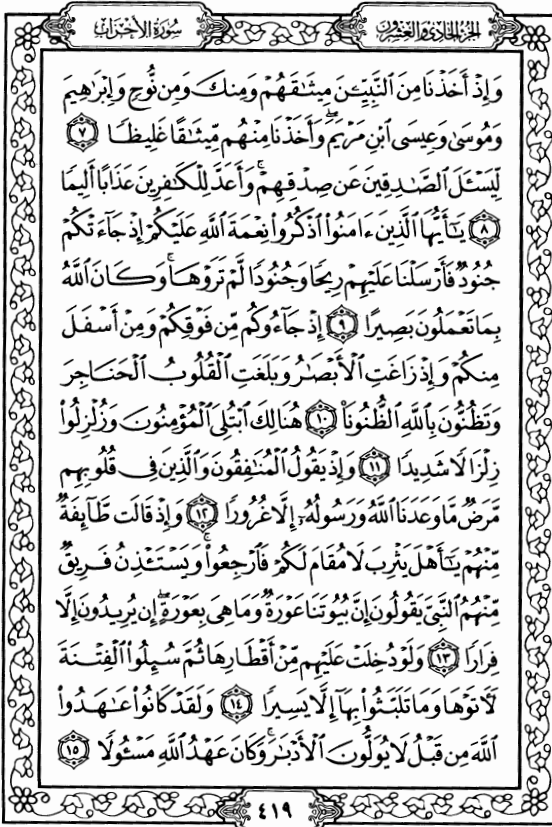 الجزء الحادي والعشرون
سورة الأحزاب
وَإِذْ أَخَذْنَا مِنَ ٱلنَّبِيِّـۧنَ مِيثَٰقَهُمْ وَمِنكَ وَمِن نُّوحٍ وَإِبْرَٰهِيمَ
وَمُوسَىٰ وَعِيسَى ٱبْنِ مَرْيَمَ ۖ وَأَخَذْنَا مِنْهُم مِّيثَٰقًا غَلِيظًا ٧
لِّيَسْـَٔلَ ٱلصَّٰدِقِينَ عَن صِدْقِهِمْ ۚ وَأَعَدَّ لِلْكَٰفِرِينَ عَذَابًا أَلِيمًا
٨ يَٰٓأَيُّهَا ٱلَّذِينَ ءَامَنُوا۟ ٱذْكُرُوا۟ نِعْمَةَ ٱللَّهِ عَلَيْكُمْ إِذْ جَآءَتْكُمْ
جُنُودٌ فَأَرْسَلْنَا عَلَيْهِمْ رِيحًا وَجُنُودًا لَّمْ تَرَوْهَا ۚ وَكَانَ ٱللَّهُ
بِمَا تَعْمَلُونَ بَصِيرًا ٩ إِذْ جَآءُوكُم مِّن فَوْقِكُمْ وَمِنْ أَسْفَلَ
مِنكُمْ وَإِذْ زَاغَتِ ٱلْأَبْصَٰرُ وَبَلَغَتِ ٱلْقُلُوبُ ٱلْحَنَاجِرَ
وَتَظُنُّونَ بِٱللَّهِ ٱلظُّنُونَا۠ ١٠ هُنَالِكَ ٱبْتُلِىَ ٱلْمُؤْمِنُونَ وَزُلْزِلُوا۟
زِلْزَالًا شَدِيدًا ١١ وَإِذْ يَقُولُ ٱلْمُنَٰفِقُونَ وَٱلَّذِينَ فِى قُلُوبِهِم
مَّرَضٌ مَّا وَعَدَنَا ٱللَّهُ وَرَسُولُهُۥٓ إِلَّا غُرُورًا ١٢ وَإِذْ قَالَت طَّآئِفَةٌ
مِّنْهُمْ يَٰٓأَهْلَ يَثْرِبَ لَا مُقَامَ لَكُمْ فَٱرْجِعُوا۟ ۚ وَيَسْتَـْٔذِنُ فَرِيقٌ
مِّنْهُمُ ٱلنَّبِىَّ يَقُولُونَ إِنَّ بُيُوتَنَا عَوْرَةٌ وَمَا هِىَ بِعَوْرَةٍ ۖ إِن يُرِيدُونَ إِلَّا
فِرَارًا ١٣ وَلَوْ دُخِلَتْ عَلَيْهِم مِّنْ أَقْطَارِهَا ثُمَّ سُئِلُوا۟ ٱلْفِتْنَةَ
لَـَٔاتَوْهَا وَمَا تَلَبَّثُوا۟ بِهَآ إِلَّا يَسِيرًا ١٤ وَلَقَدْ كَانُوا۟ عَٰهَدُوا۟
ٱللَّهَ مِن قَبْلُ لَا يُوَلُّونَ ٱلْأَدْبَٰرَ ۚ وَكَانَ عَهْدُ ٱللَّهِ مَسْـُٔولًا ١٥
٤١٩